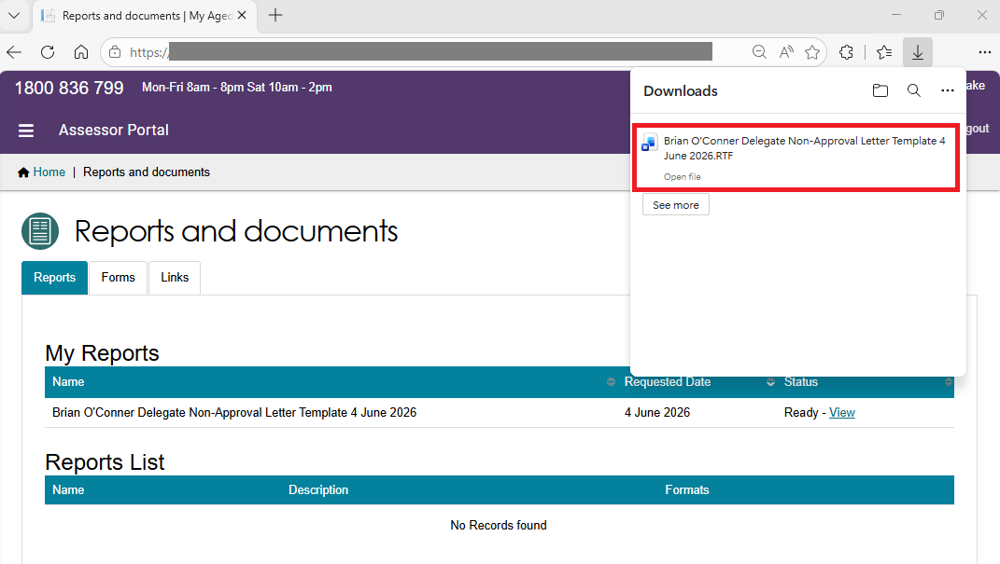 Reports and documents | My Aged
https:/
1800 836 799 Mon-Fri 8am - 8pm Sat 10am - 2pm
Assessor Portal
Home | Reports and documents
Reports and documents
Reports Forms Links
My Reports
Name Requested Date Status
Brian O'Conner Delegate Non-Approval Letter Template 4 June 2026 4 June 2026 Ready - View
Reports List
Name Description Formats
No Records found
Downloads
Brian O'Conner Delegate Non-Approval Letter Template 4
June 2026.RTF
Open file
See more
ake
gout